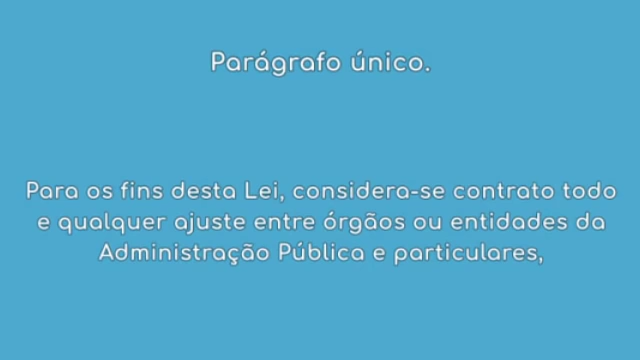 Parágrafo único.
Para os fins desta Lei, considera-se contrato todo
e qualquer ajuste entre órgãos ou entidades da
Administração Pública e particulares,